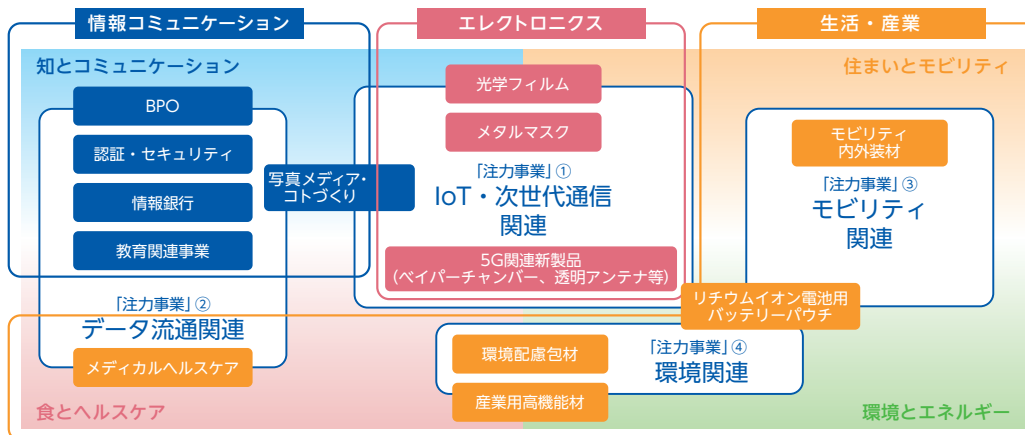 情報コミュニケーション
エレクトロニクス
生活・産業
知とコミュニケーション
住まいとモビリティ
BPO
認証・セキュリティ
情報銀行
教育関連事業
写真メディア・
コトづくり
光学フィルム
メタルマスク
「注力事業」①
IoT・次世代通信
関連
5G関連新製品
(ベイパーチャンバー、透明アンテナ等)
モビリティ
内外装材
「注力事業」③
モビリティ
関連
リチウムイオン電池用
バッテリーパウチ
「注力事業」②
データ流通関連
メディカルヘルスケア
環境配慮包材
産業用高機能材
「注力事業」④
環境関連
食とヘルスケア
環境とエネルギー